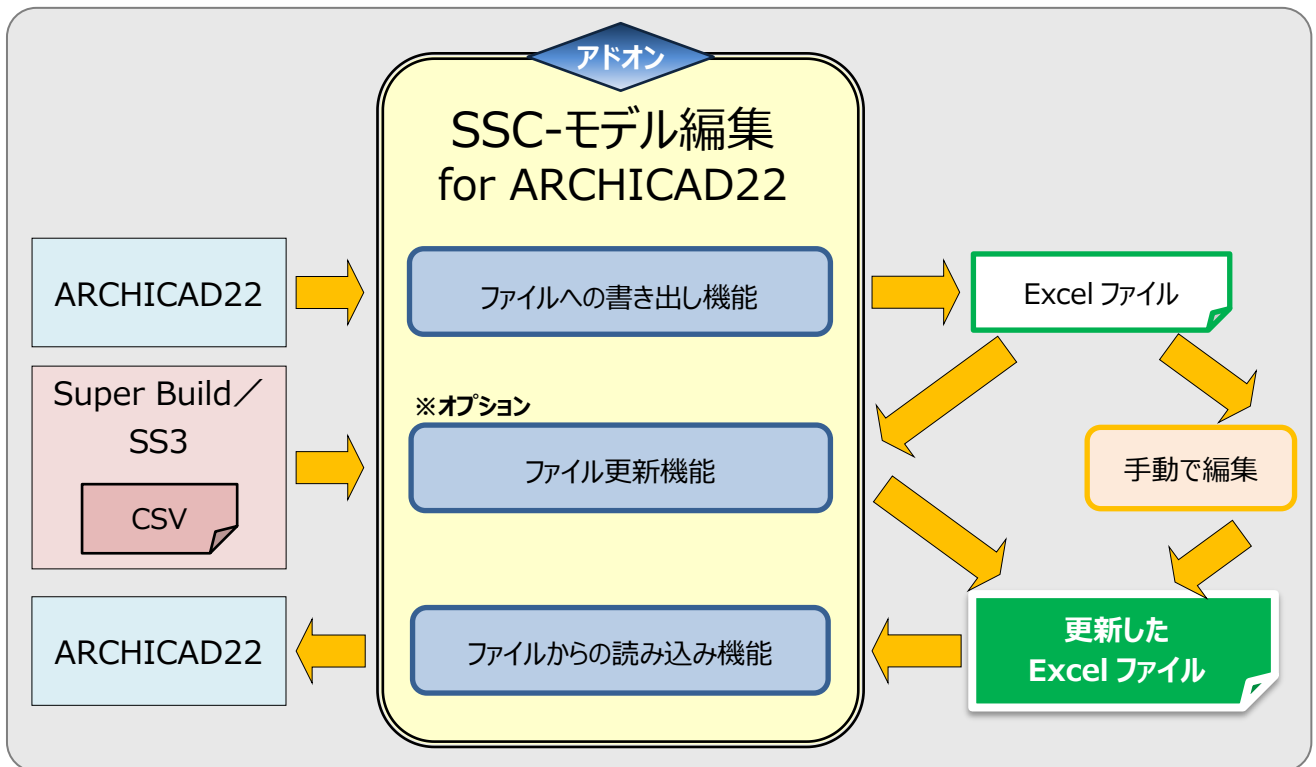 アドオン
SSC-モデル編集
for ARCHICAD22
ARCHICAD22
ファイルへの書き出し機能
Excel ファイル
Super Build／
SS3
CSV
※オプション
ファイル更新機能
手動で編集
ARCHICAD22
ファイルからの読み込み機能
更新した
Excel ファイル